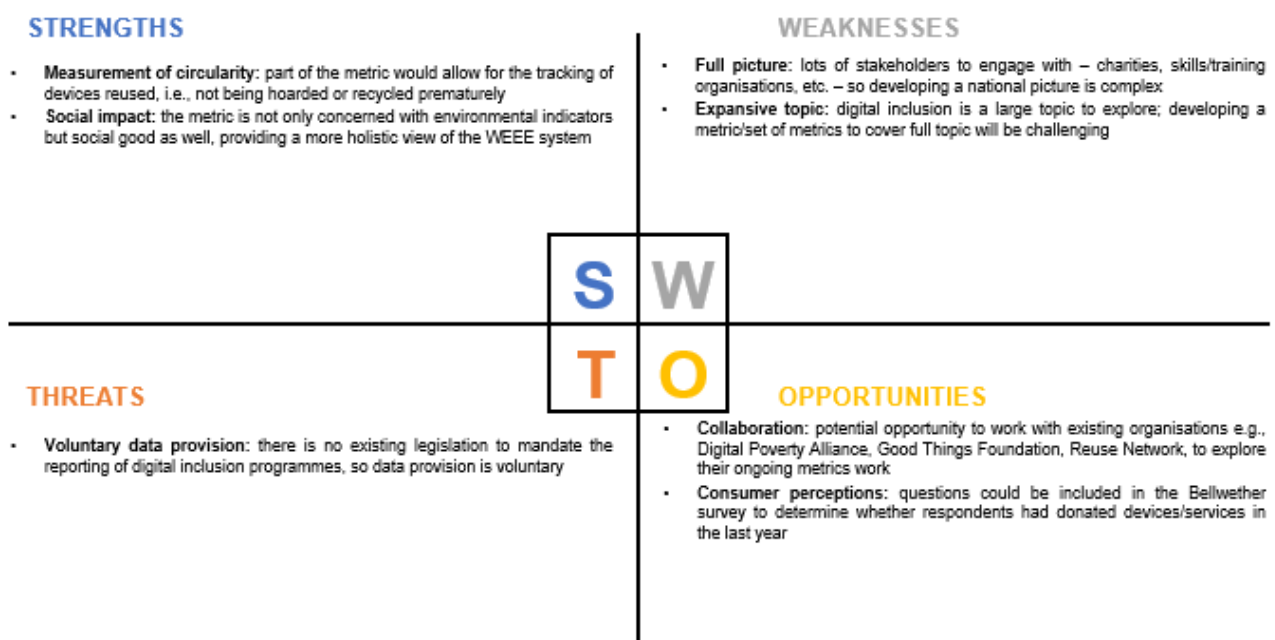 STRENGTHS
• Measurement of circularity: part of the metric would allow for the tracking of
devices reused, i.e., not being hoarded or recycled prematurely
• Social impact: the metric is not only concerned with environmental indicators
but social good as well, providing a more holistic view of the WEEE system
WEAKNESSES
• Full picture: lots of stakeholders to engage with – charities, skills/training
organisations, etc. – so developing a national picture is complex
• Expansive topic: digital inclusion is a large topic to explore; developing a
metric/set of metrics to cover full topic will be challenging
S W
T O
THREATS
• Voluntary data provision: there is no existing legislation to mandate the
reporting of digital inclusion programmes, so data provision is voluntary
OPPORTUNITIES
• Collaboration: potential opportunity to work with existing organisations e.g.,
Digital Poverty Alliance, Good Things Foundation, Reuse Network, to explore
their ongoing metrics work
• Consumer perceptions: questions could be included in the Bellwether
survey to determine whether respondents had donated devices/services in
the last year